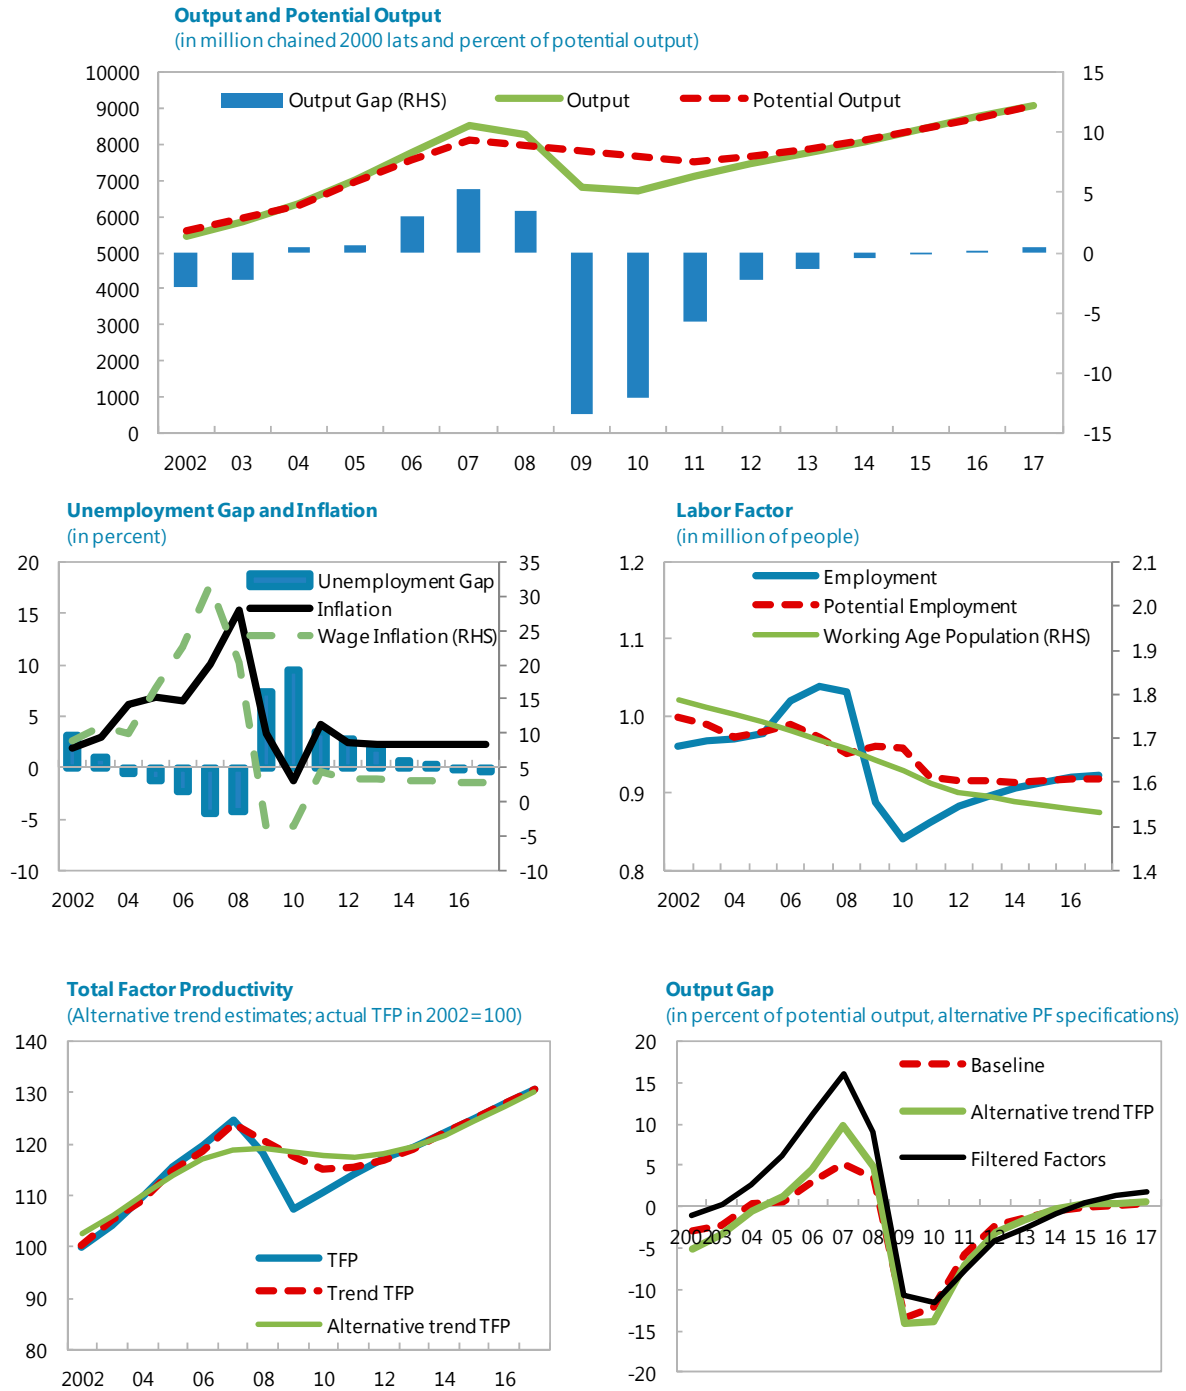 Output and Potential Output
(in million chained 2000 lats and percent of potential output)
10000
9000
8000
7000
6000
5000
4000
3000
2000
1000
0
Output Gap (RHS)
Output
Potential Output
15
10
5
0
-5
-10
-15
2002 03 04 05 06 07 08 09 10 11 12 13 14 15 16 17
Unemployment Gap and Inflation
(in percent)
20
15
10
5
0
-5
-10
Unemployment Gap
Inflation
Wage Inflation (RHS)
35
30
25
20
15
10
5
0
-5
-10
2002 04 06 08 10 12 14 16
Labor Factor
(in million of people)
1.2
1.1
1.0
0.9
0.8
Employment
Potential Employment
Working Age Population (RHS)
2.1
2.0
1.9
1.8
1.7
1.6
1.5
1.4
2002 04 06 08 10 12 14 16
Total Factor Productivity
(Alternative trend estimates; actual TFP in 2002=100)
140
130
120
110
100
90
80
TFP
Trend TFP
Alternative trend TFP
2002 04 06 08 10 12 14 16
Output Gap
(in percent of potential output, alternative PF specifications)
20
15
10
5
0
-5
-10
-15
-20
Baseline
Alternative trend TFP
Filtered Factors
2002 03 04 05 06 07 08 09 10 11 12 13 14 15 16 17